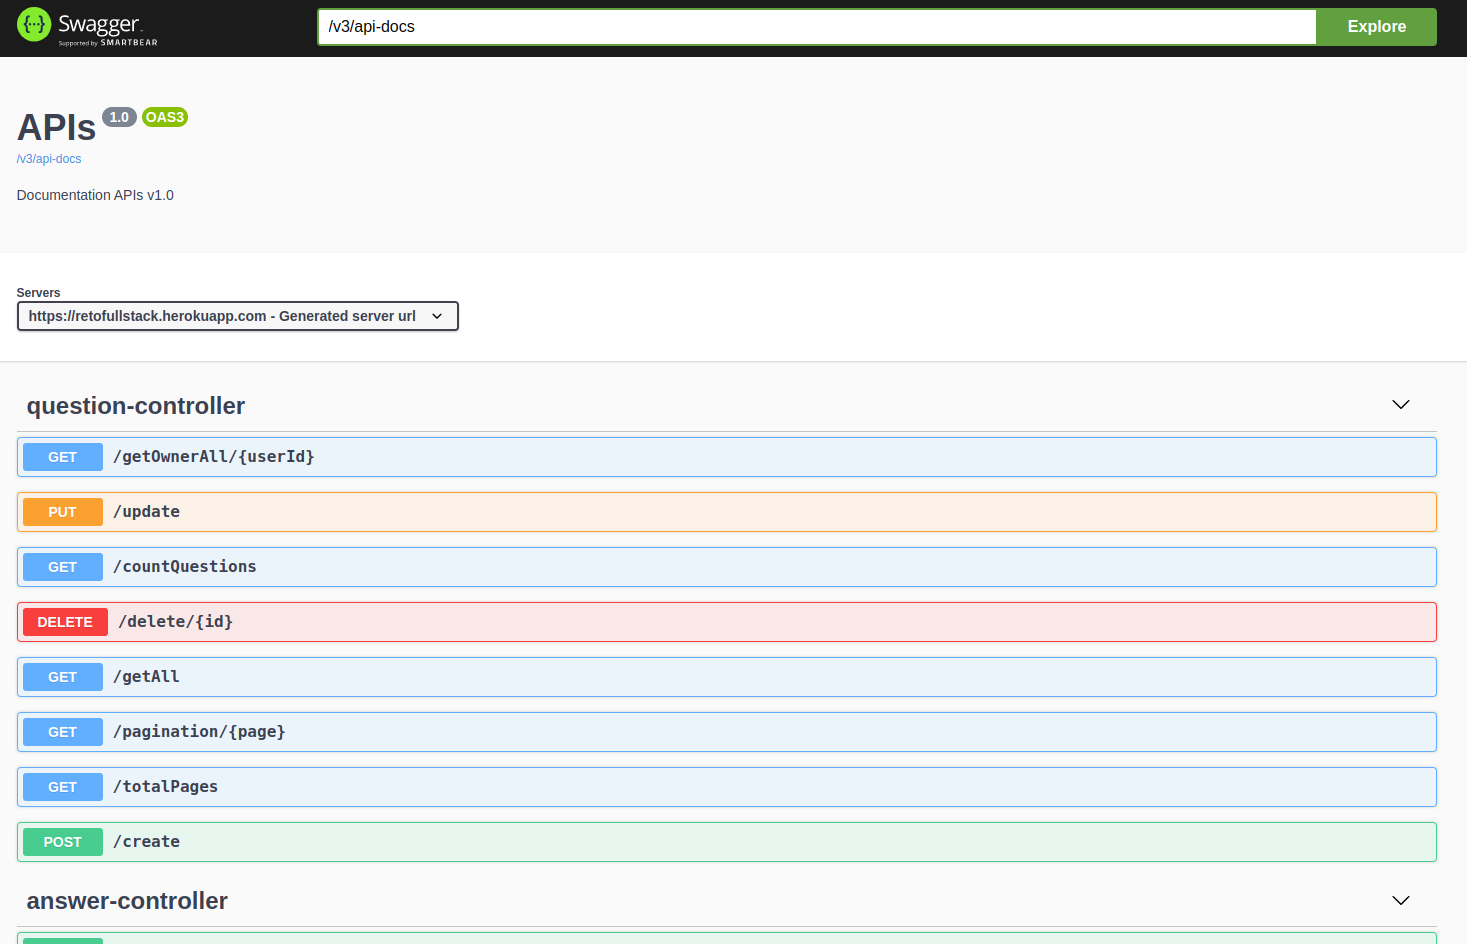 Swagger.
Supported by SMARTBEAR
/v3/api-docs
Explore
APIs 1.0 OAS3
/v3/api-docs
Documentation APIs v1.0
Servers
https://retofullstack.herokuapp.com - Generated server url
question-controller
GET /getOwnerAll/{userId}
PUT /update
GET /countQuestions
DELETE /delete/{id}
GET /getAll
GET /pagination/{page}
GET /totalPages
POST /create
answer-controller